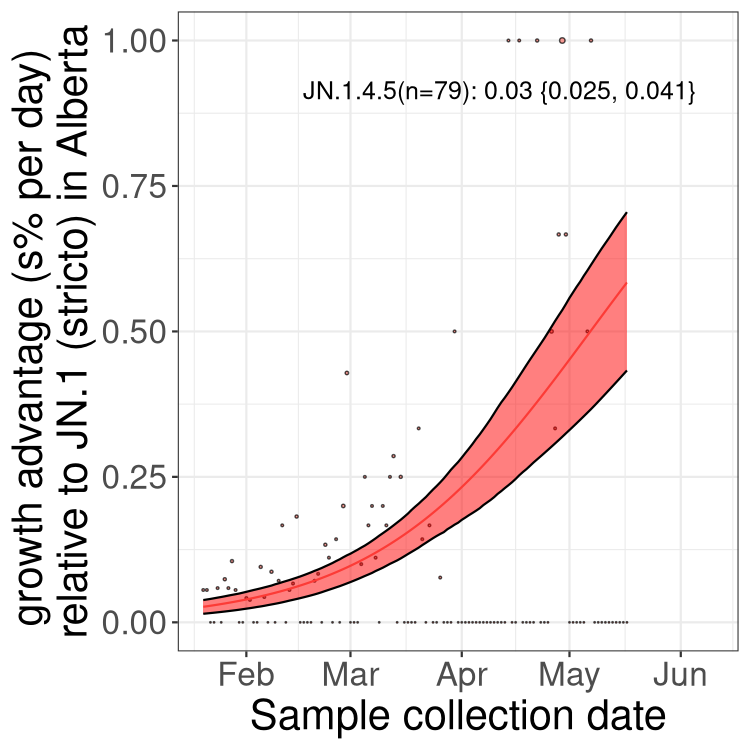 growth advantage (s% per day)
relative to JN.1 (stricto) in Alberta
1.00
JN.1.4.5(n=79): 0.03 {0.025, 0.041}
0.75
0.50
0.25
0.00
Feb Mar Apr May Jun
Sample collection date